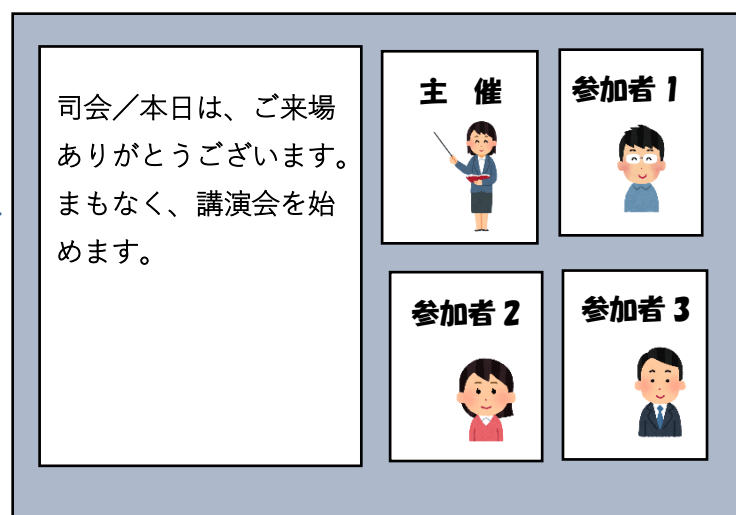 司会／本日は、ご来場
ありがとうございます。
まもなく、講演会を始
めます。
主　催
参加者1
参加者2
参加者3